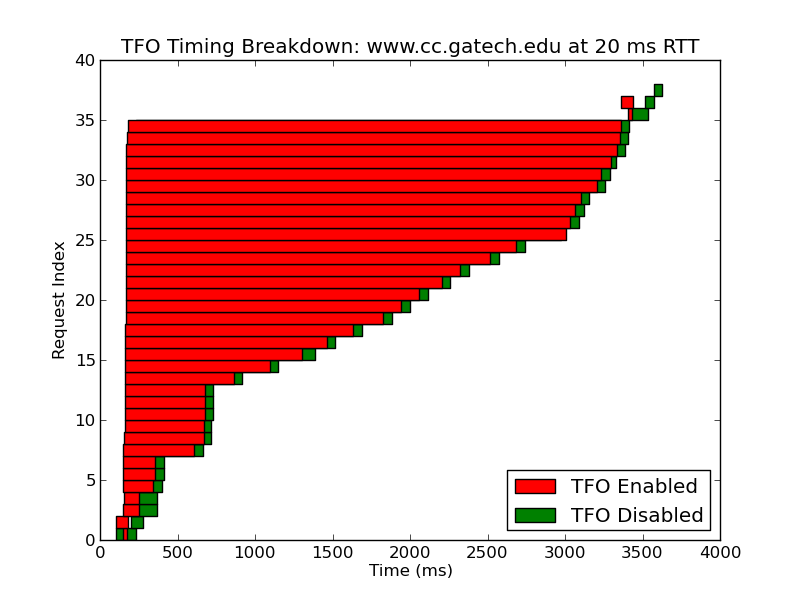 TFO Timing Breakdown: www.cc.gatech.edu at 20 ms RTT
40
35
30
25
20
15
10
5
0
Request Index
TFO Enabled
TFO Disabled
0 500 1000 1500 2000 2500 3000 3500 4000
Time (ms)